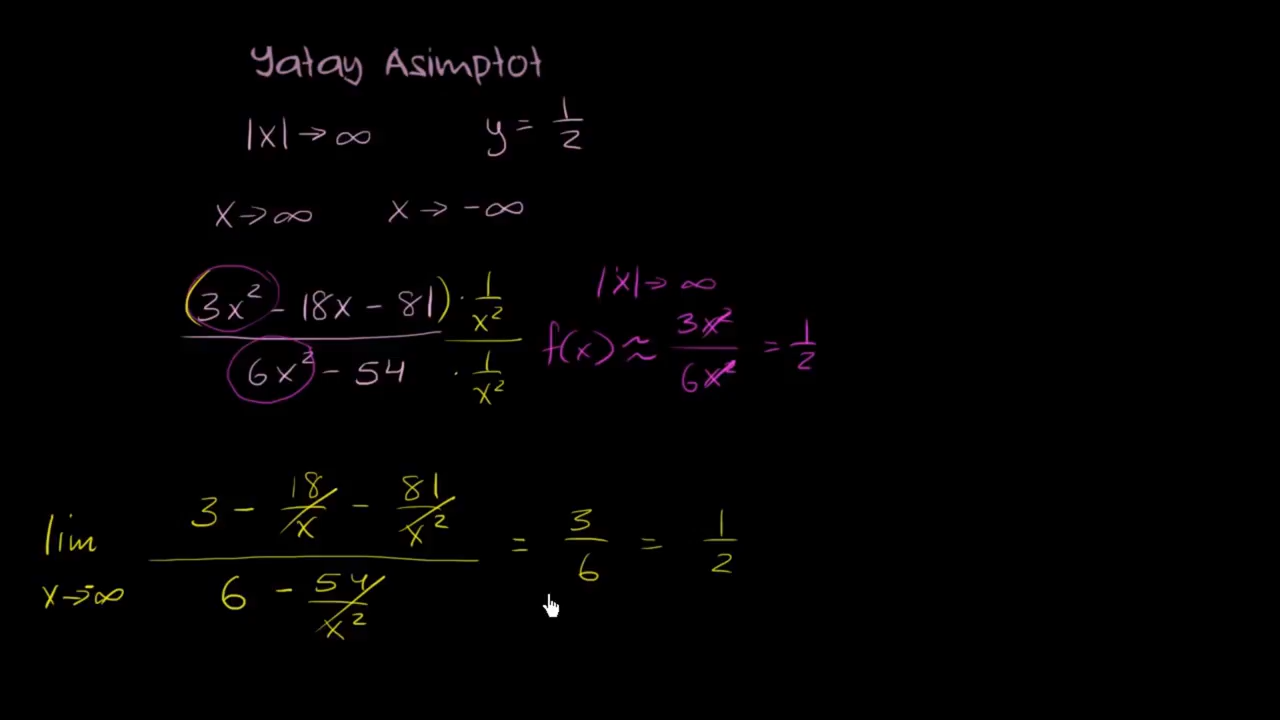 Yatay Asimptot
|x| → ∞ y = 1/2
x → ∞ x → -∞
(3x² - 18x - 81) · 1/x²
6x² - 54 · 1/x²
|x| → ∞
f(x) ≈ 3x²/6x² = 1/2
lim x → -∞ (3 - 18/x - 81/x²) / (6 - 54/x²) = 3/6 = 1/2